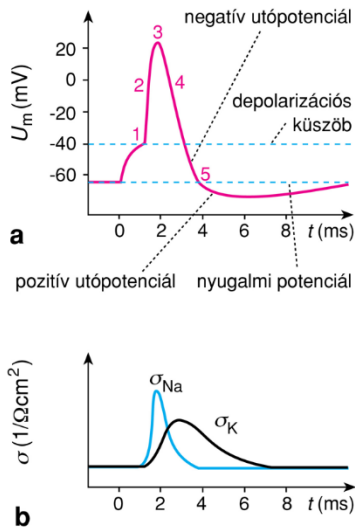 3
negatív utópotenciál
20
2
4
0
U_m (mV)
-20
depolarizációs
küszöb
-40
1
5
-60
a
0
2
4
6
8
t (ms)
pozitív utópotenciál
nyugalmi potenciál
σ (1/Ωcm²)
σ_Na
σ_K
b
0
2
4
6
8
t (ms)